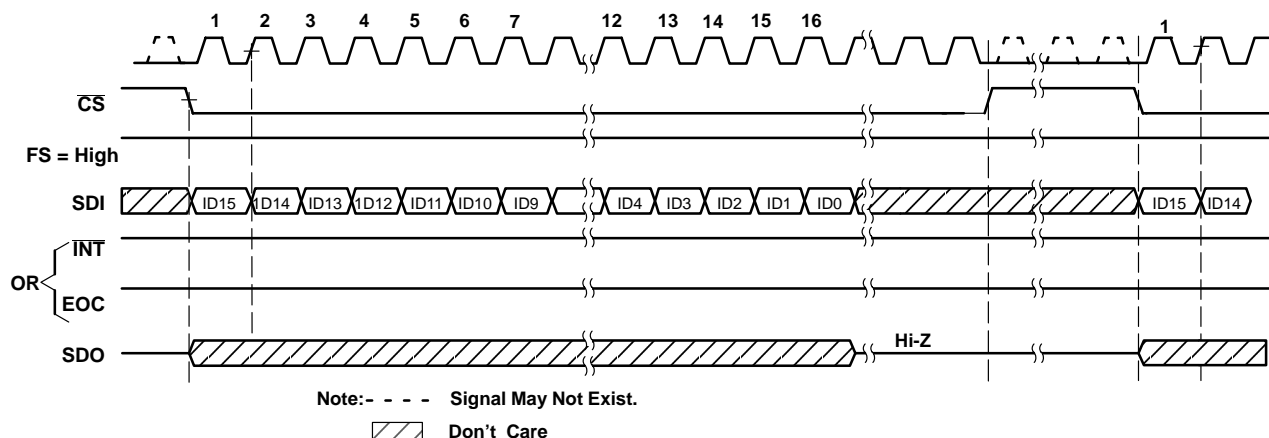 1 2 3 4 5 6 7 12 13 14 15 16 1
CS
FS = High
SDI ID15 1D14 ID13 1D12 ID11 ID10 ID9 ID4 ID3 ID2 ID1 ID0 ID15 ID14
INT
OR
EOC
SDO Hi-Z
Note:- - - - Signal May Not Exist.
Don't Care